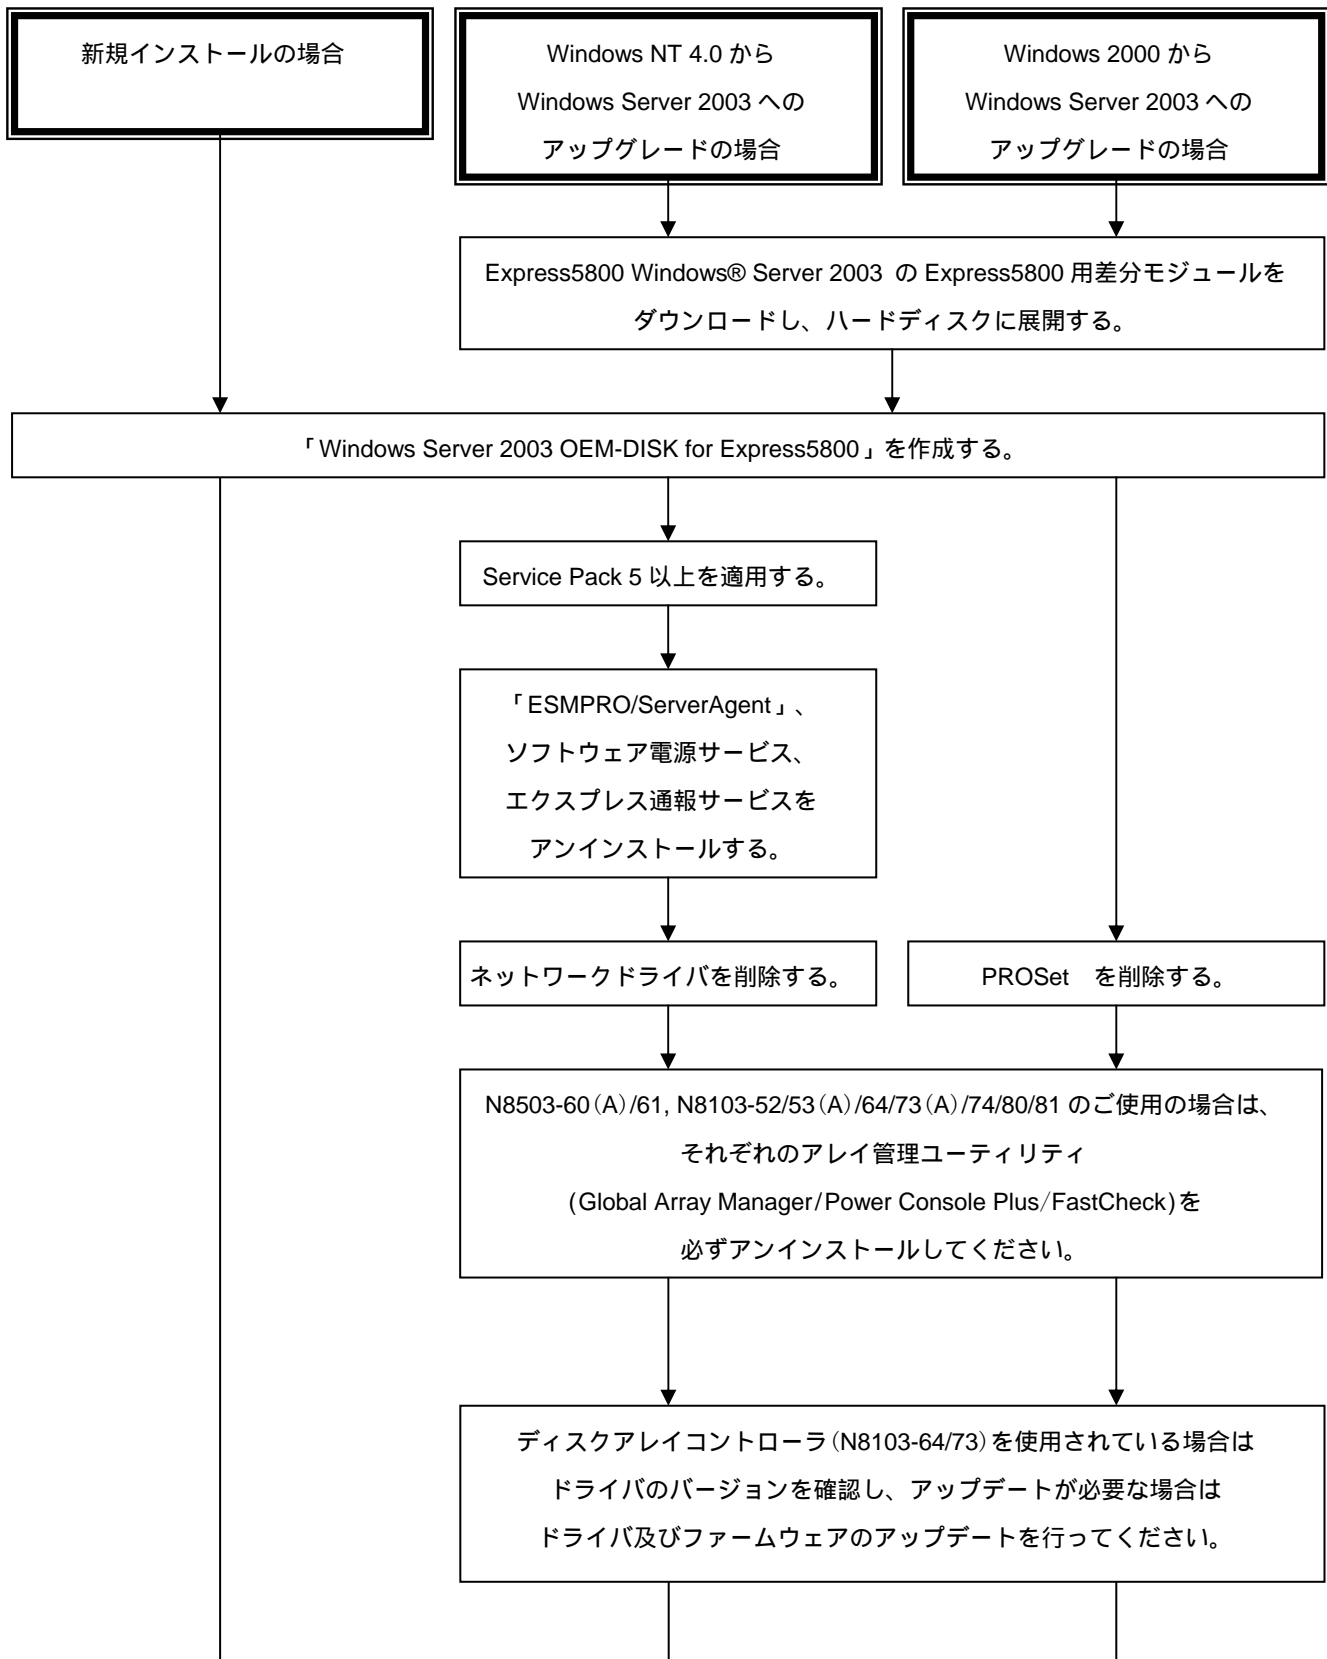 新規インストールの場合
Windows NT 4.0 から
Windows Server 2003 への
アップグレードの場合
Windows 2000 から
Windows Server 2003 への
アップグレードの場合
Express5800 Windows® Server 2003 の Express5800 用差分モジュールを
ダウンロードし、ハードディスクに展開する。
「Windows Server 2003 OEM-DISK for Express5800」を作成する。
Service Pack 5 以上を適用する。
「ESMPRO/ServerAgent」、
ソフトウェア電源サービス、
エクスプレス通報サービスを
アンインストールする。
ネットワークドライバを削除する。
PROSet　を削除する。
N8503-60(A)/61, N8103-52/53(A)/64/73(A)/74/80/81 のご使用の場合は、
それぞれのアレイ管理ユーティリティ
(Global Array Manager/Power Console Plus/FastCheck)を
必ずアンインストールしてください。
ディスクアレイコントローラ(N8103-64/73)を使用されている場合は
ドライバのバージョンを確認し、アップデートが必要な場合は
ドライバ及びファームウェアのアップデートを行ってください。